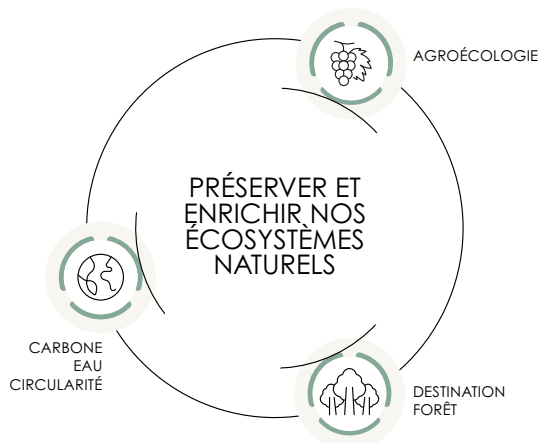 AGROÉCOLOGIE
PRÉSERVER ET
ENRICHIR NOS
ÉCOSYSTÈMES
NATURELS
CARBONE
EAU
CIRCULARITÉ
DESTINATION
FORÊT